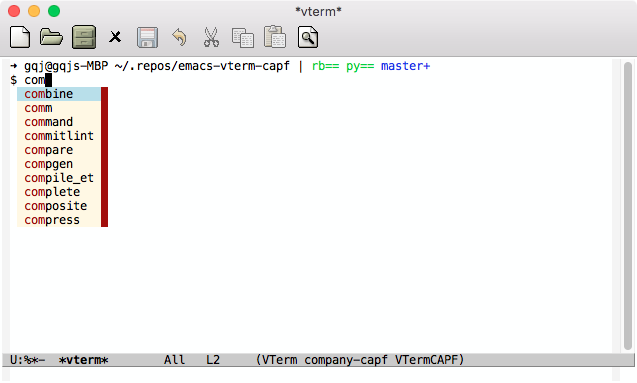 *vterm*
➜ gqj@gqjs-MBP ~/.repos/emacs-vterm-capf | rb== py== master+
$ com
combine
comm
command
commitlint
compare
compgen
compile_et
complete
composite
compress
U:%*- *vterm* All L2 (VTerm company-capf VTermCAPF)